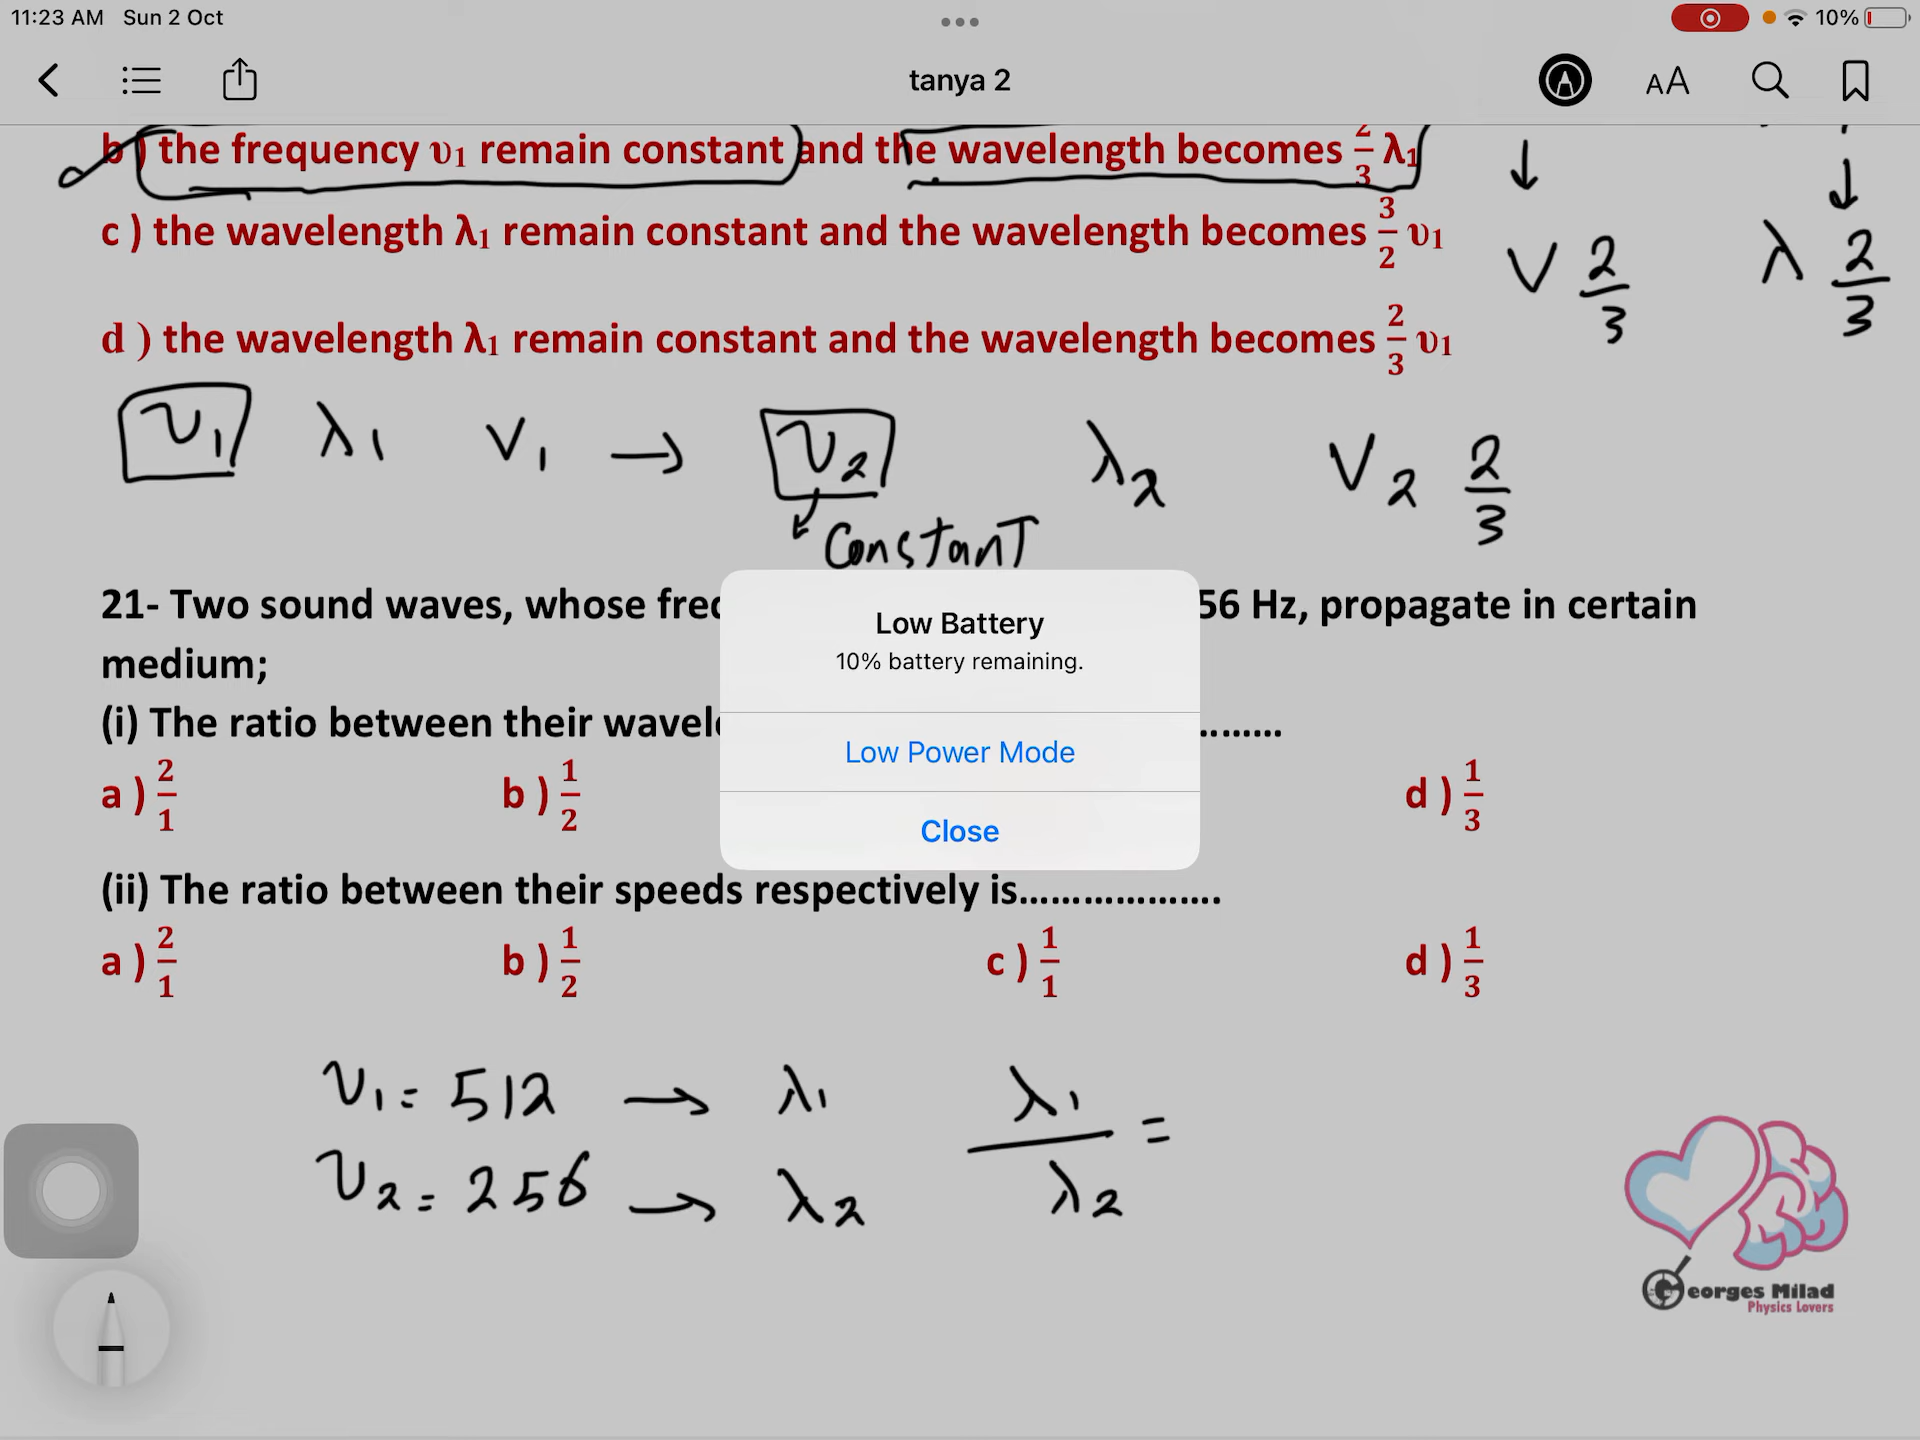 11:23 AM Sun 2 Oct
10%
tanya 2
AA
b ) the frequency υ₁ remain constant and the wavelength becomes 2/3 λ₁
c ) the wavelength λ₁ remain constant and the wavelength becomes 3/2 υ₁
V 2/3 λ 2/3
d ) the wavelength λ₁ remain constant and the wavelength becomes 2/3 υ₁
υ₁ λ₁ V₁ → υ₂ λ₂ V₂ 2/3
Constant
21- Two sound waves, whose 56 Hz, propagate in certain
medium;
(i) The ratio between their ………
a ) 2/1 b ) 1/2 d ) 1/3
Low Battery
10% battery remaining.
Low Power Mode
Close
(ii) The ratio between their speeds respectively is……………….
a ) 2/1 b ) 1/2 c ) 1/1 d ) 1/3
υ₁ = 512 → λ₁ λ₁/λ₂ =
υ₂ = 256 → λ₂
Georges Milad
Physics Lovers